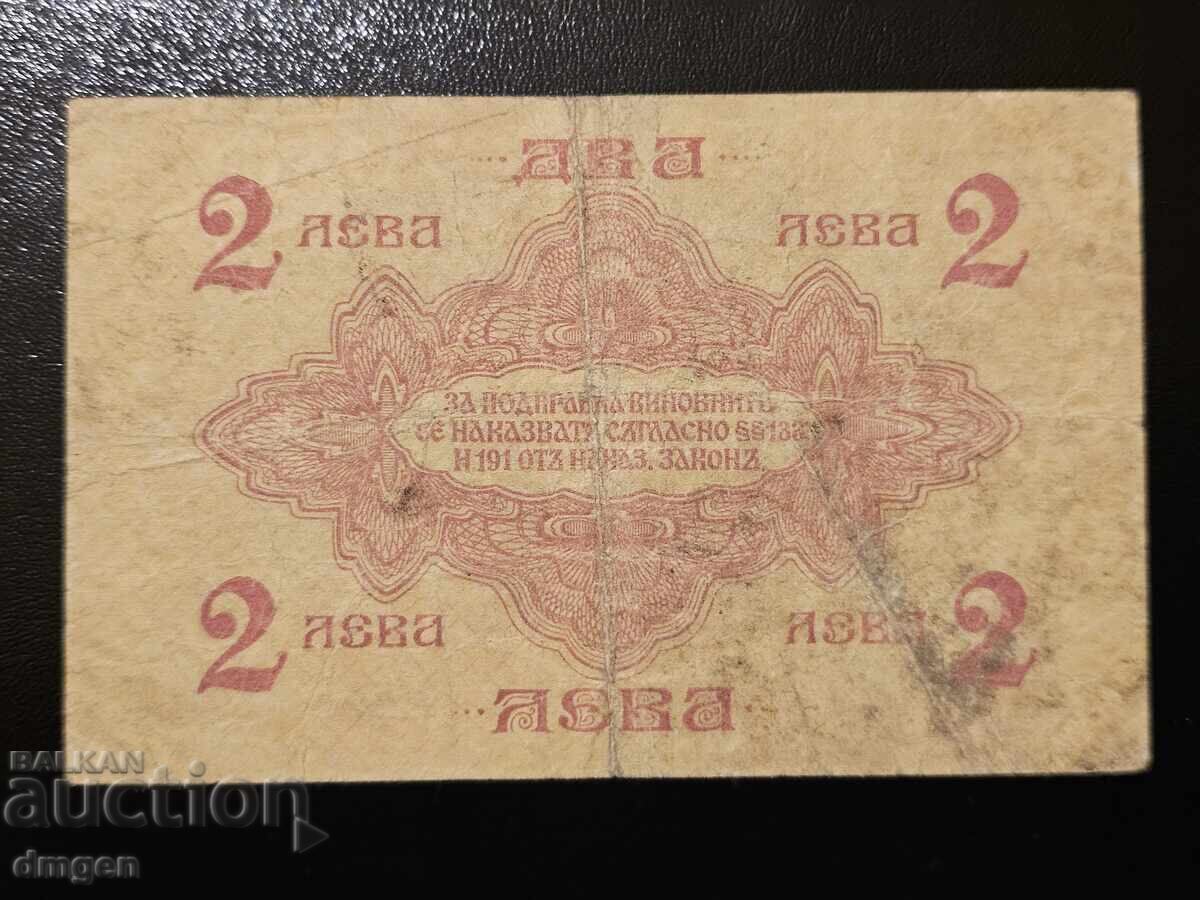 ДВА
2 ЛЕВА ЛЕВА 2
ЗА ПОДПРАВКА ВИНОВНИТѢ
СЕ НАКАЗВАТЪ СЪГЛАСНО §§
И 191 ОТЪ НАКАЗ. ЗАКОНЪ.
2 ЛЕВА ЛЕВА 2
ЛЕВА
BALKAN
auction
dmgen